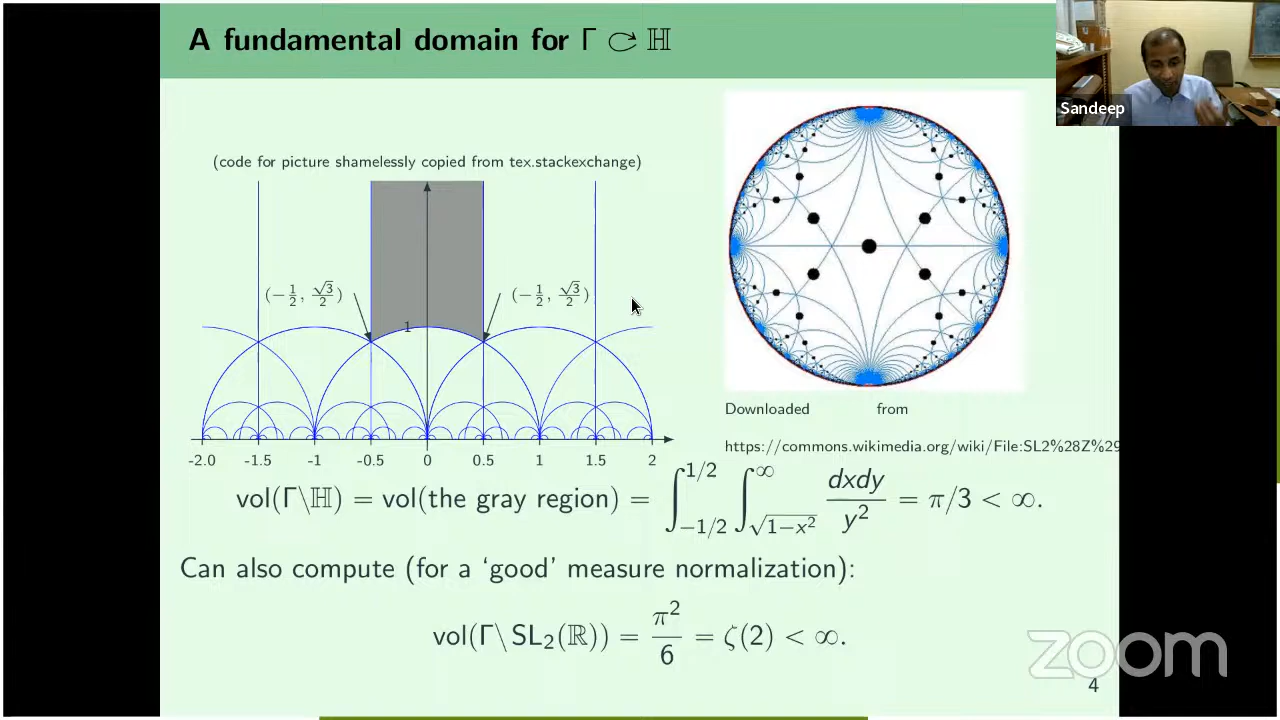 A fundamental domain for Γ ⊂ ℍ
Sandeep
(code for picture shamelessly copied from tex.stackexchange)
(−1/2, √3/2) (−1/2, √3/2)
1
-2.0 -1.5 -1 -0.5 0 0.5 1 1.5 2
Downloaded from
https://commons.wikimedia.org/wiki/File:SL2%28Z%29
vol(Γ\ℍ) = vol(the gray region) = ∫_{−1/2}^{1/2} ∫_{√1−x²}^{∞} dxdy/y² = π/3 < ∞.
Can also compute (for a ‘good’ measure normalization):
vol(Γ\SL₂(ℝ)) = π²/6 = ζ(2) < ∞.
zoom
4